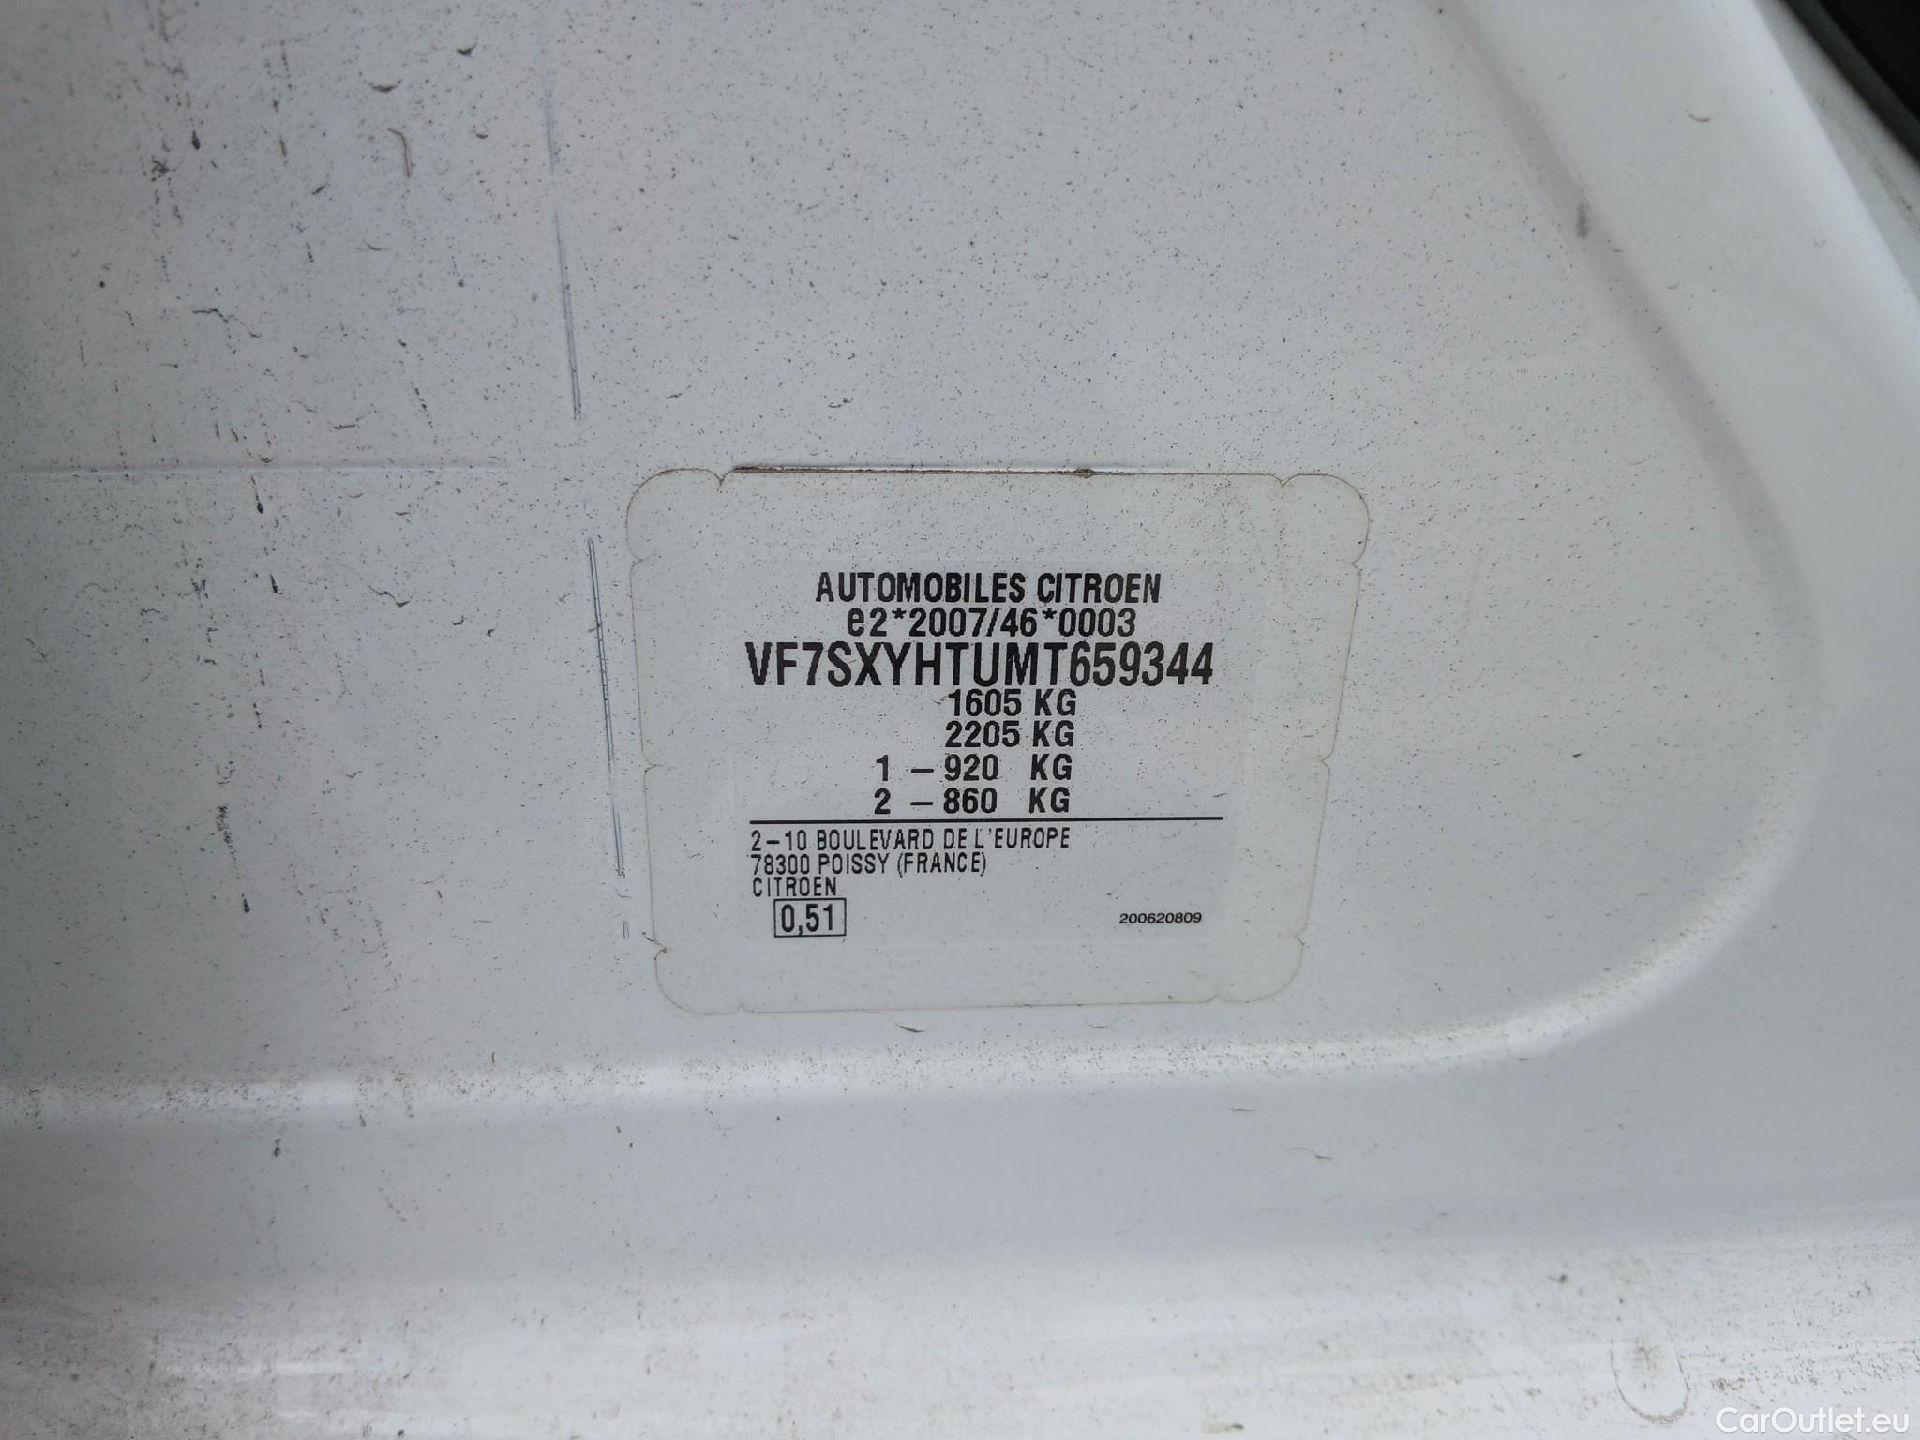 AUTOMOBILES CITROEN
e2*2007/46*0003
VF7SXYHTUMT659344
1605 KG
2205 KG
1 – 920 KG
2 – 860 KG
2–10 BOULEVARD DE L'EUROPE
78300 POISSY (FRANCE)
CITROEN
0,51
200620809
CarOutlet.eu